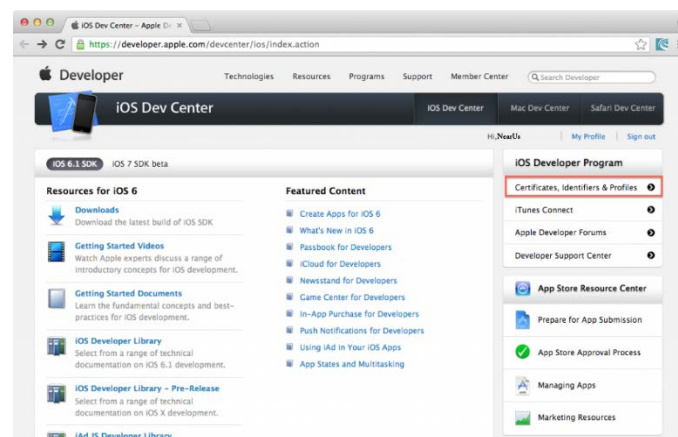 iOS Dev Center - Apple De
https://developer.apple.com/devcenter/ios/index.action
Developer
Technologies Resources Programs Support Member Center Search Developer
iOS Dev Center
iOS Dev Center Mac Dev Center Safari Dev Center
Hi, NearUs My Profile Sign out
iOS 6.1 SDK iOS 7 SDK beta
Resources for iOS 6
Downloads
Download the latest build of iOS SDK
Getting Started Videos
Watch Apple experts discuss a range of
introductory concepts for iOS development.
Getting Started Documents
Learn the fundamental concepts and best-
practices for iOS development.
iOS Developer Library
Select from a range of technical
documentation on iOS 6.1 development.
iOS Developer Library - Pre-Release
Select from a range of technical
documentation on iOS X development.
iAd JS Developer Library
Featured Content
Create Apps for iOS 6
What's New in iOS 6
Passbook for Developers
iCloud for Developers
Newsstand for Developers
Game Center for Developers
In-App Purchase for Developers
Push Notifications for Developers
Using iAd in Your iOS Apps
App States and Multitasking
iOS Developer Program
Certificates, Identifiers & Profiles
iTunes Connect
Apple Developer Forums
Developer Support Center
App Store Resource Center
Prepare for App Submission
App Store Approval Process
Managing Apps
Marketing Resources